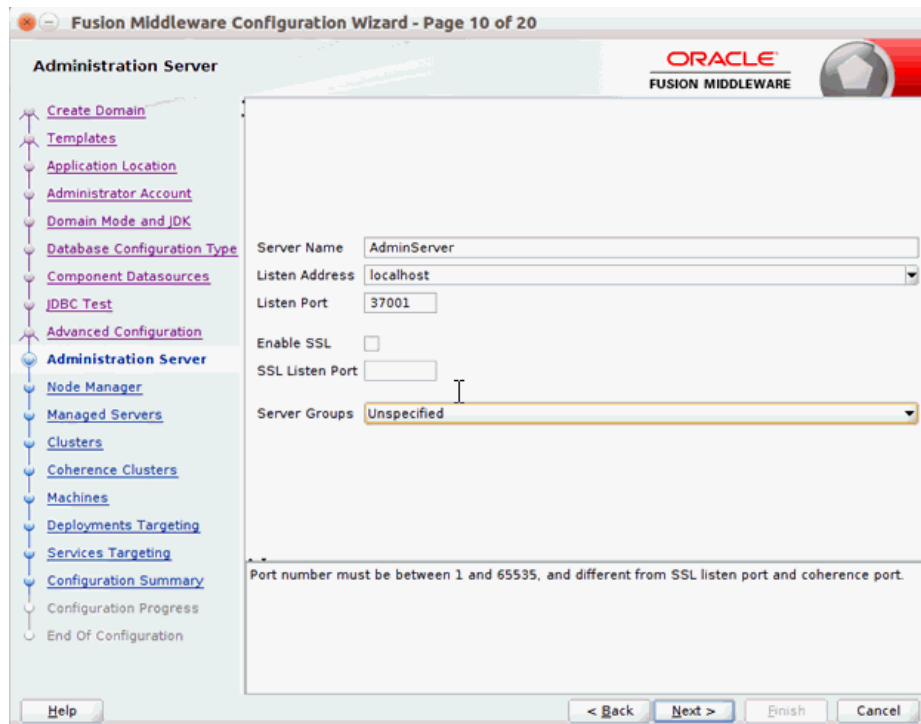 Fusion Middleware Configuration Wizard - Page 10 of 20
Administration Server
ORACLE
FUSION MIDDLEWARE
Create Domain
Templates
Application Location
Administrator Account
Domain Mode and JDK
Database Configuration Type
Component Datasources
JDBC Test
Advanced Configuration
Administration Server
Node Manager
Managed Servers
Clusters
Coherence Clusters
Machines
Deployments Targeting
Services Targeting
Configuration Summary
Configuration Progress
End Of Configuration
Server Name AdminServer
Listen Address localhost
Listen Port 37001
Enable SSL
SSL Listen Port
Server Groups Unspecified
Port number must be between 1 and 65535, and different from SSL listen port and coherence port.
Help < Back Next > Finish Cancel